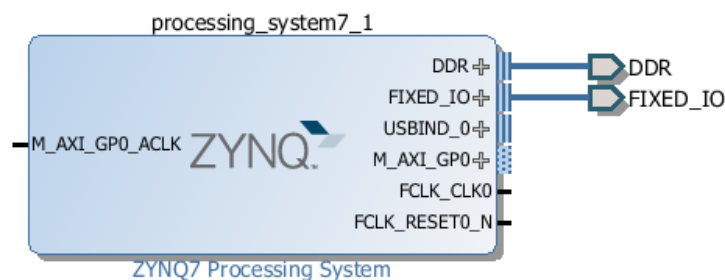 processing_system7_1
DDR
FIXED_IO
USBIND_0
M_AXI_GP0
FCLK_CLK0
FCLK_RESET0_N
M_AXI_GP0_ACLK
ZYNQ
DDR
FIXED_IO
ZYNQ7 Processing System